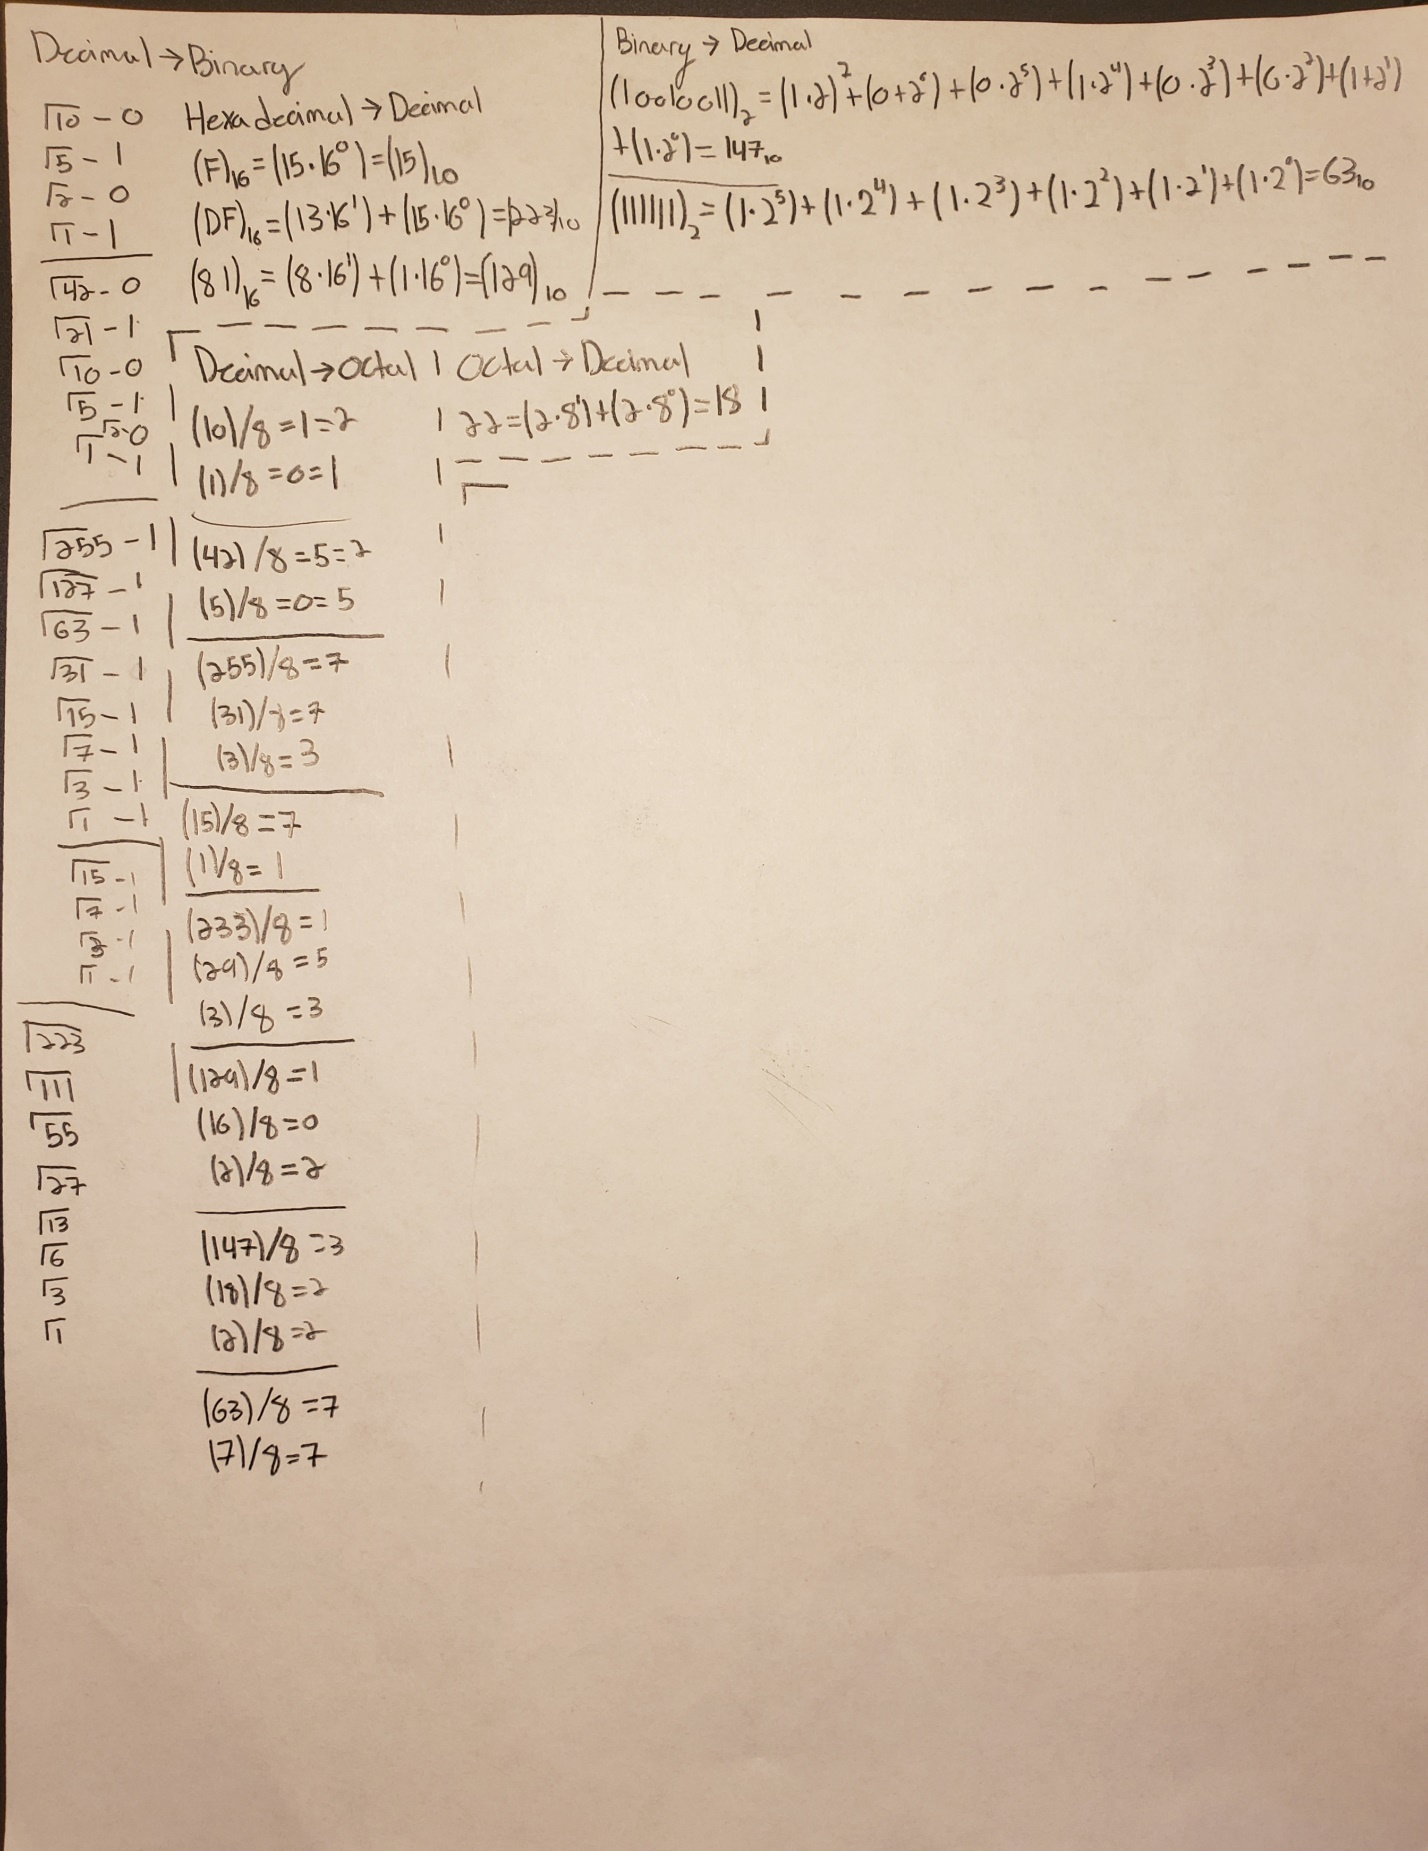 Decimal → Binary
√10 - 0
√5 - 1
√2 - 0
√1 - 1
√42 - 0
√21 - 1
√10 - 0
√5 - 1
√2 - 0
√1 - 1
√255 - 1
√127 - 1
√63 - 1
√31 - 1
√15 - 1
√7 - 1
√3 - 1
√1 - 1
√15 - 1
√7 - 1
√3 - 1
√1 - 1
√223
√111
√55
√27
√13
√6
√3
√1
Hexadecimal → Decimal
(F)₁₆ = (15·16⁰) = (15)₁₀
(DF)₁₆ = (13·16¹) + (15·16⁰) = (223)₁₀
(81)₁₆ = (8·16¹) + (1·16⁰) = (129)₁₀
Binary → Decimal
(10010011)₂ = (1·2)² + (0+2⁶) + (0·2⁵) + (1·2⁴) + (0·2³) + (0·2²) + (1+2¹)
+ (1·2⁰) = 147₁₀
(111111)₂ = (1·2⁵) + (1·2⁴) + (1·2³) + (1·2²) + (1·2¹) + (1·2⁰) = 63₁₀
Decimal → Octal
(10)/8 = 1 = 2
(1)/8 = 0 = 1
(42)/8 = 5 = 2
(5)/8 = 0 = 5
(255)/8 = 7
(31)/8 = 7
(3)/8 = 3
(15)/8 = 7
(1)/8 = 1
(233)/8 = 1
(29)/8 = 5
(3)/8 = 3
(129)/8 = 1
(16)/8 = 0
(2)/8 = 2
(147)/8 = 3
(18)/8 = 2
(2)/8 = 2
(63)/8 = 7
(7)/8 = 7
Octal → Decimal
22 = (2·8¹) + (2·8⁰) = 18